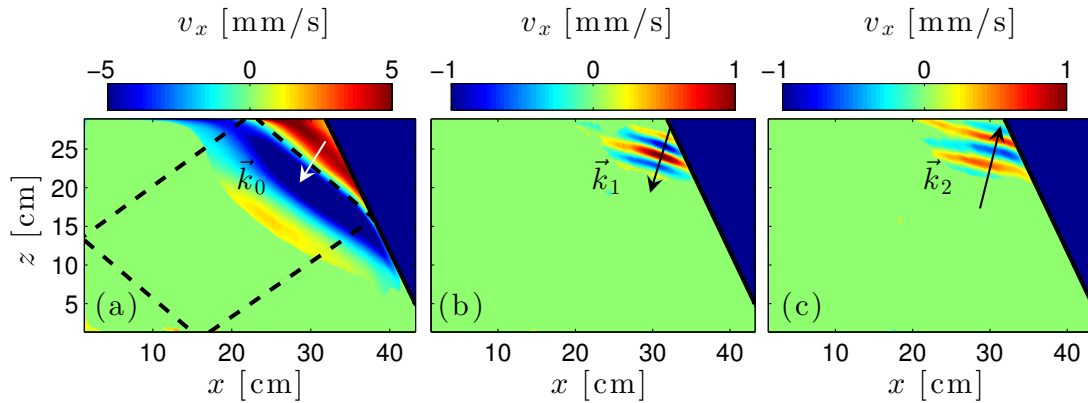 v_x [mm/s] v_x [mm/s] v_x [mm/s]
−5 0 5 −1 0 1 −1 0 1
25
20
15
10
5
z [cm]
k⃗_0 k⃗_1 k⃗_2
(a) (b) (c)
10 20 30 40 10 20 30 40 10 20 30 40
x [cm] x [cm] x [cm]